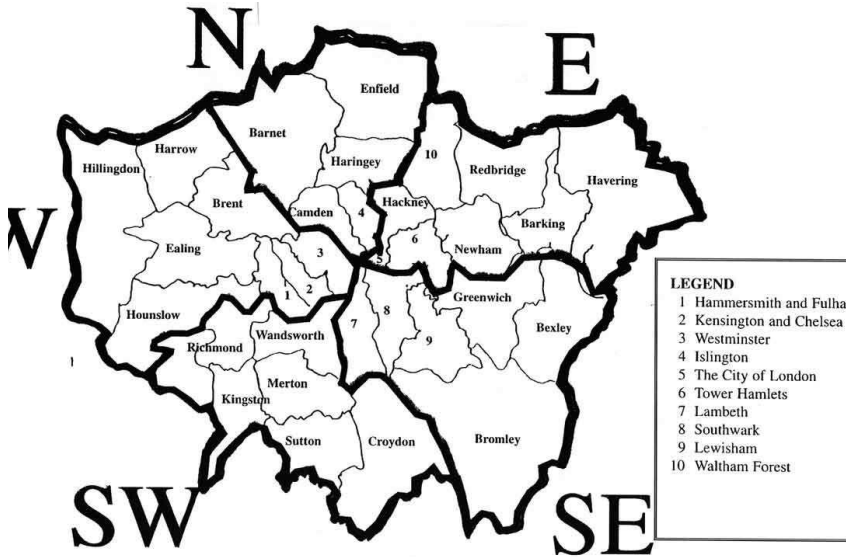 N
E
Enfield
Barnet
Harrow
10
Redbridge
Hillingdon
Haringey
Havering
Brent
Camden
4
Hackney
Barking
W
Ealing
3
6
Newham
5
1
2
Greenwich
Hounslow
7
8
Bexley
Wandsworth
Richmond
9
Merton
Kingston
Sutton
Croydon
Bromley
SW
SE
LEGEND
1 Hammersmith and Fulha
2 Kensington and Chelsea
3 Westminster
4 Islington
5 The City of London
6 Tower Hamlets
7 Lambeth
8 Southwark
9 Lewisham
10 Waltham Forest